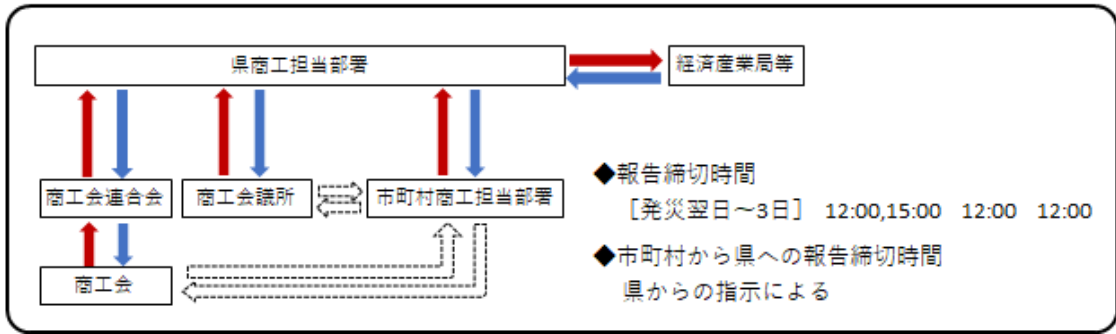 県商工担当部署
経済産業局等
商工会連合会
商工会議所
市町村商工担当部署
商工会
◆報告締切時間
［発災翌日～3日］ 12:00,15:00 12:00 12:00
◆市町村から県への報告締切時間
県からの指示による